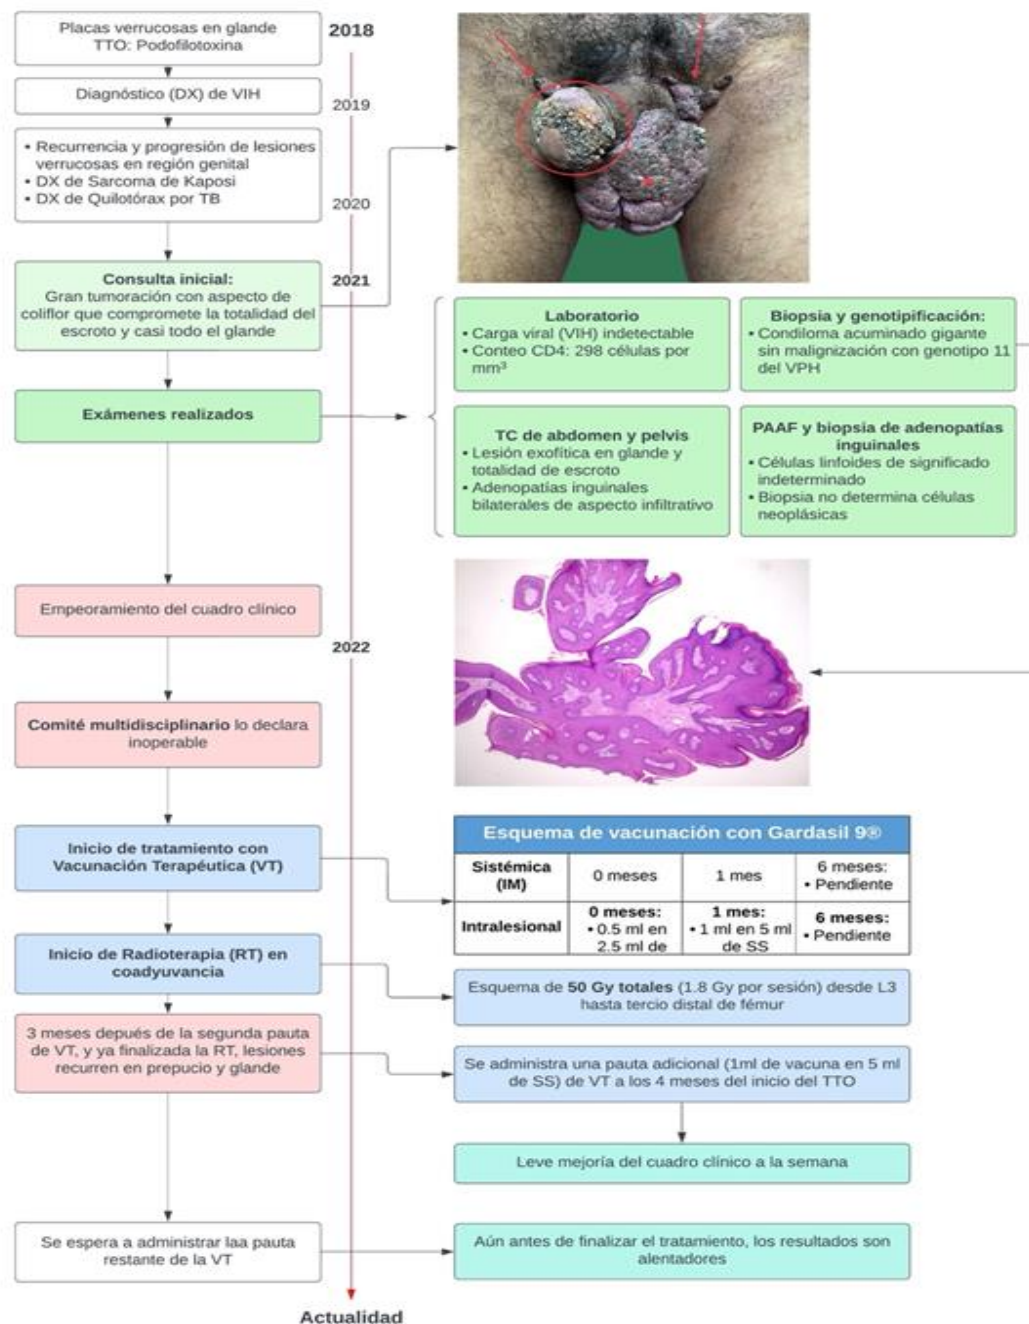 Placas verrucosas en glande
TTO: Podofilotoxina
2018
Diagnóstico (DX) de VIH
2019
• Recurrencia y progresión de lesiones
verrucosas en región genital
• DX de Sarcoma de Kaposi
• DX de Quilotórax por TB
2020
Consulta inicial:
Gran tumoración con aspecto de
coliflor que compromete la totalidad del
escroto y casi todo el glande
2021
Exámenes realizados
Laboratorio
• Carga viral (VIH) indetectable
• Conteo CD4: 298 células por
mm³
Biopsia y genotipificación:
• Condiloma acuminado gigante
sin malignización con genotipo 11
del VPH
TC de abdomen y pelvis
• Lesión exofítica en glande y
totalidad de escroto
• Adenopatías inguinales
bilaterales de aspecto infiltrativo
PAAF y biopsia de adenopatías
inguinales
• Células linfoides de significado
indeterminado
• Biopsia no determina células
neoplásicas
Empeoramiento del cuadro clínico
2022
Comité multidisciplinario lo declara
inoperable
Inicio de tratamiento con
Vacunación Terapéutica (VT)
Esquema de vacunación con Gardasil 9®
Sistémica
(IM)
0 meses
1 mes
6 meses:
• Pendiente
Intralesional
0 meses:
• 0.5 ml en
2.5 ml de
1 mes:
• 1 ml en 5 ml
de SS
6 meses:
• Pendiente
Inicio de Radioterapia (RT) en
coadyuvancia
Esquema de 50 Gy totales (1.8 Gy por sesión) desde L3
hasta tercio distal de fémur
3 meses depués de la segunda pauta
de VT, y ya finalizada la RT, lesiones
recurren en prepucio y glande
Se administra una pauta adicional (1ml de vacuna en 5 ml
de SS) de VT a los 4 meses del inicio del TTO
Leve mejoría del cuadro clínico a la semana
Se espera a administrar laa pauta
restante de la VT
Aún antes de finalizar el tratamiento, los resultados son
alentadores
Actualidad